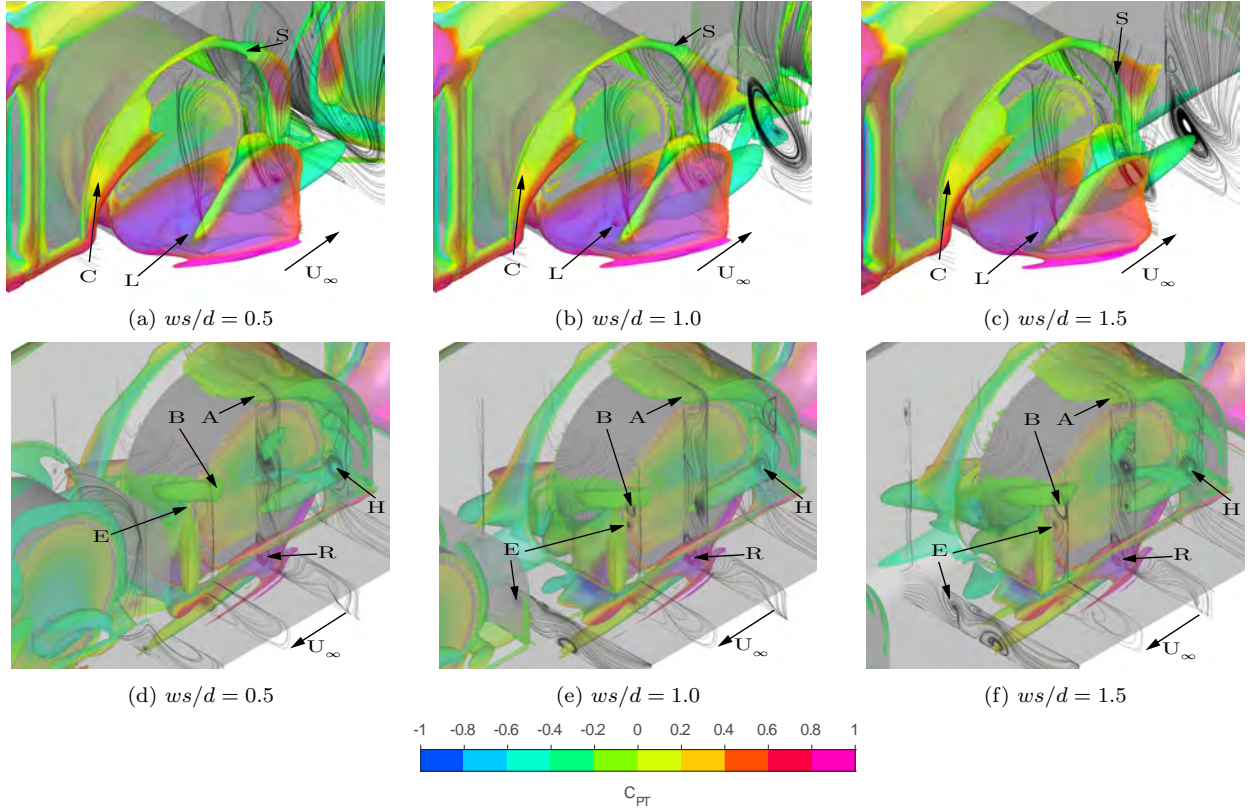 S
C
L
U∞
(a) ws/d = 0.5
S
C
L
U∞
(b) ws/d = 1.0
S
C
L
U∞
(c) ws/d = 1.5
B
A
E
H
R
U∞
(d) ws/d = 0.5
B
A
E
H
R
U∞
(e) ws/d = 1.0
B
A
E
H
R
U∞
(f) ws/d = 1.5
-1 -0.8 -0.6 -0.4 -0.2 0 0.2 0.4 0.6 0.8 1
C_PT